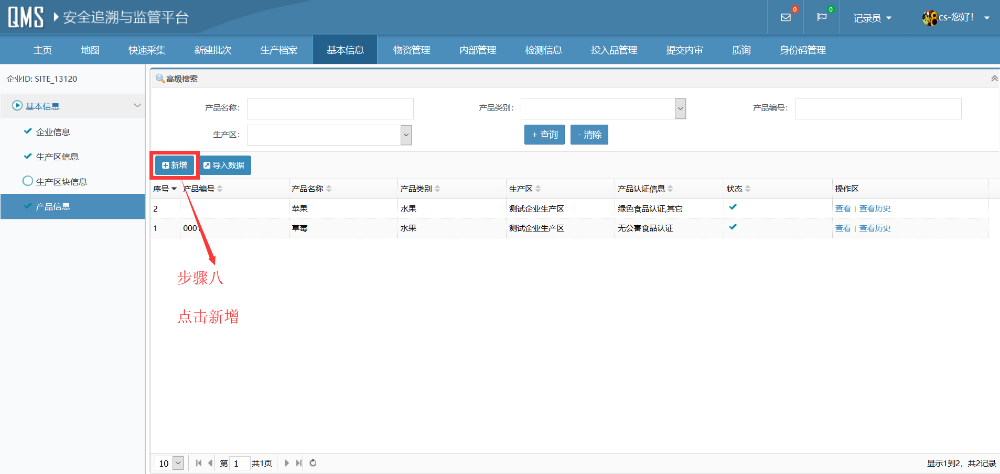 QMS 安全追溯与监管平台 0 0 记录员 cs-您好!
主页 地图 快速采集 新建批次 生产档案 基本信息 物资管理 内部管理 检测信息 投入品管理 提交内审 质询 身份码管理
企业ID: SITE_13120
基本信息
企业信息
生产区信息
生产区块信息
产品信息
高级搜索
产品名称: 产品类别: 产品编号:
生产区: + 查询 - 清除
新增 导入数据
序号 产品编号 产品名称 产品类别 生产区 产品认证信息 状态 操作区
2 苹果 水果 测试企业生产区 绿色食品认证,其它 查看 | 查看历史
1 0001 草莓 水果 测试企业生产区 无公害食品认证 查看 | 查看历史
步骤八
点击新增
10 第 1 共1页 显示1到2，共2记录